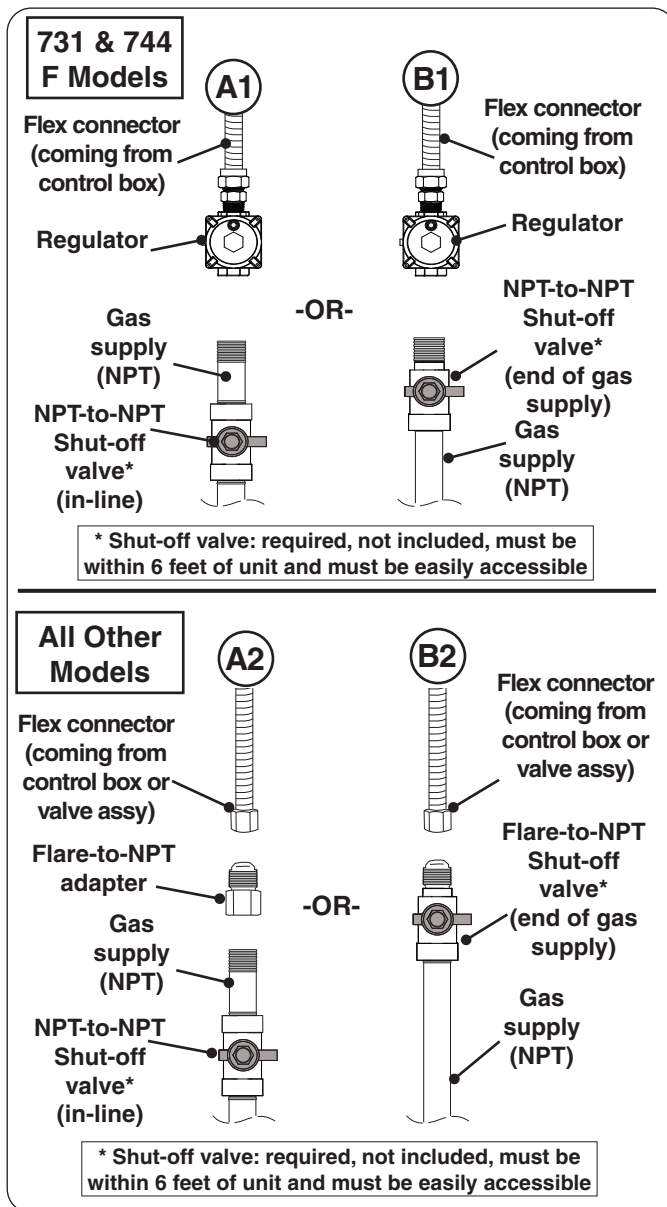 731 & 744
F Models
A1
Flex connector
(coming from
control box)
Regulator
Gas
supply
(NPT)
NPT-to-NPT
Shut-off
valve*
(in-line)
-OR-
B1
Flex connector
(coming from
control box)
Regulator
NPT-to-NPT
Shut-off
valve*
(end of gas
supply)
Gas
supply
(NPT)
* Shut-off valve: required, not included, must be
within 6 feet of unit and must be easily accessible
All Other
Models
A2
Flex connector
(coming from
control box or
valve assy)
Flare-to-NPT
adapter
Gas
supply
(NPT)
NPT-to-NPT
Shut-off
valve*
(in-line)
-OR-
B2
Flex connector
(coming from
control box or
valve assy)
Flare-to-NPT
Shut-off
valve*
(end of gas
supply)
Gas
supply
(NPT)
* Shut-off valve: required, not included, must be
within 6 feet of unit and must be easily accessible